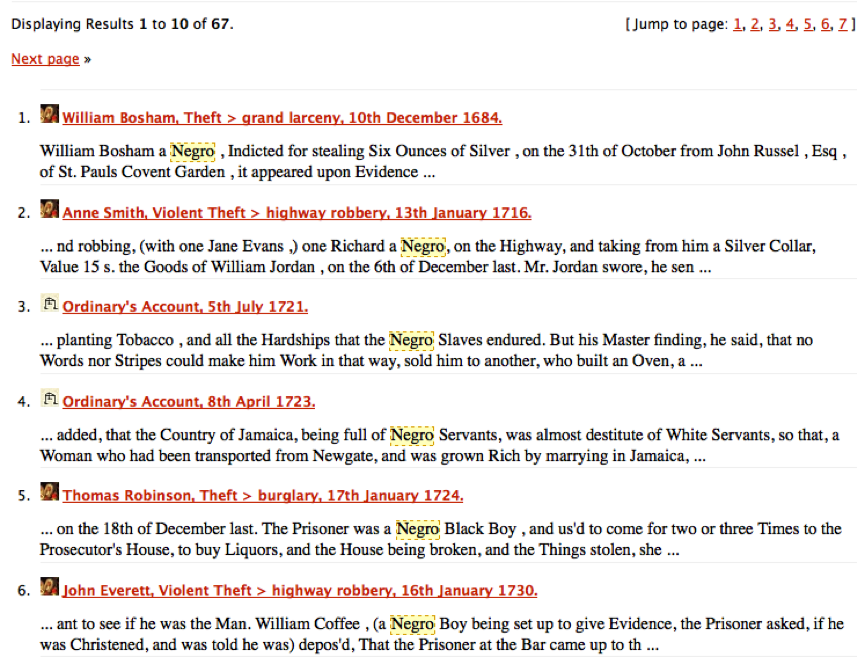 Displaying Results 1 to 10 of 67. [ Jump to page: 1, 2, 3, 4, 5, 6, 7 ]
Next page »
1. William Bosham, Theft > grand larceny, 10th December 1684.
William Bosham a Negro , Indicted for stealing Six Ounces of Silver , on the 31th of October from John Russel , Esq ,
of St. Pauls Covent Garden , it appeared upon Evidence ...
2. Anne Smith, Violent Theft > highway robbery, 13th January 1716.
... nd robbing, (with one Jane Evans ,) one Richard a Negro, on the Highway, and taking from him a Silver Collar,
Value 15 s. the Goods of William Jordan , on the 6th of December last. Mr. Jordan swore, he sen ...
3. Ordinary's Account, 5th July 1721.
... planting Tobacco , and all the Hardships that the Negro Slaves endured. But his Master finding, he said, that no
Words nor Stripes could make him Work in that way, sold him to another, who built an Oven, a ...
4. Ordinary's Account, 8th April 1723.
... added, that the Country of Jamaica, being full of Negro Servants, was almost destitute of White Servants, so that, a
Woman who had been transported from Newgate, and was grown Rich by marrying in Jamaica, ...
5. Thomas Robinson, Theft > burglary, 17th January 1724.
... on the 18th of December last. The Prisoner was a Negro Black Boy , and us'd to come for two or three Times to the
Prosecutor's House, to buy Liquors, and the House being broken, and the Things stolen, she ...
6. John Everett, Violent Theft > highway robbery, 16th January 1730.
... ant to see if he was the Man. William Coffee , (a Negro Boy being set up to give Evidence, the Prisoner asked, if he
was Christened, and was told he was) depos'd, That the Prisoner at the Bar came up to th ...